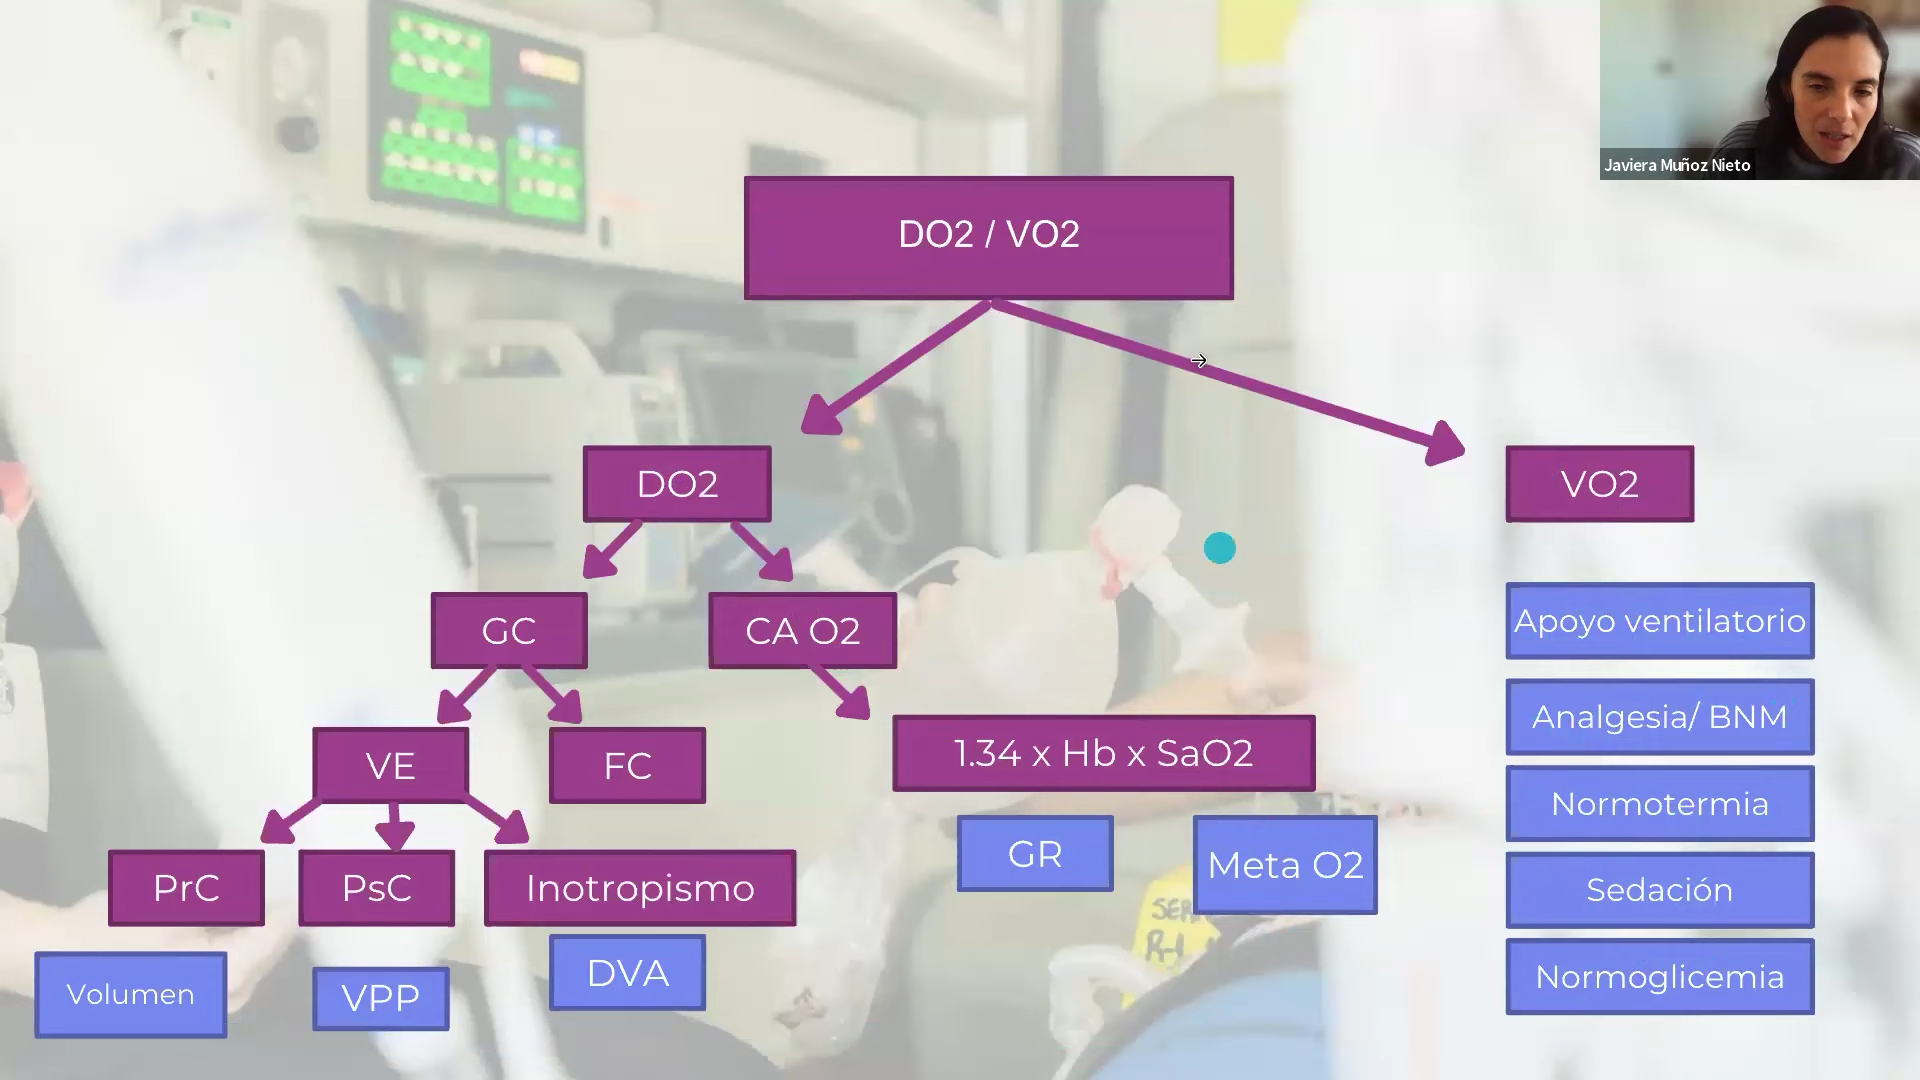 Javiera Muñoz Nieto
DO2 / VO2
DO2
VO2
GC
CA O2
Apoyo ventilatorio
VE
FC
1.34 x Hb x SaO2
Analgesia/ BNM
Normotermia
PrC
PsC
Inotropismo
GR
Meta O2
Sedación
Volumen
VPP
DVA
Normoglicemia